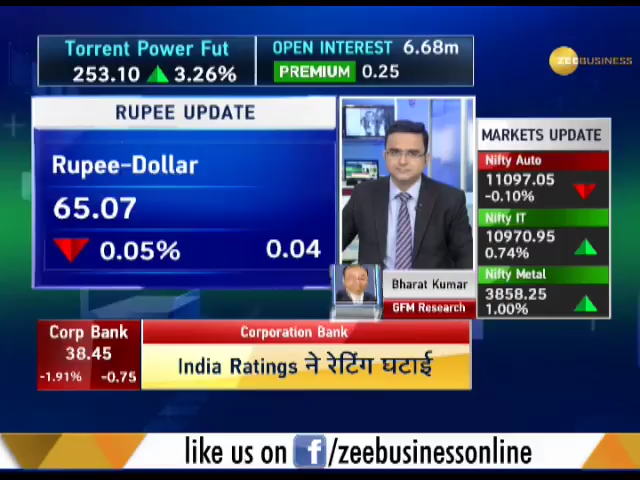 Torrent Power Fut
253.10 3.26%
OPEN INTEREST 6.68m
PREMIUM 0.25
ZEEBUSINESS
RUPEE UPDATE
Rupee-Dollar
65.07
0.05% 0.04
MARKETS UPDATE
Nifty Auto
11097.05
-0.10%
Nifty IT
10970.95
0.74%
Nifty Metal
3858.25
1.00%
Bharat Kumar
GFM Research
Corp Bank
38.45
-1.91% -0.75
Corporation Bank
India Ratings ने रेटिंग घटाई
like us on f/zeebusinessonline